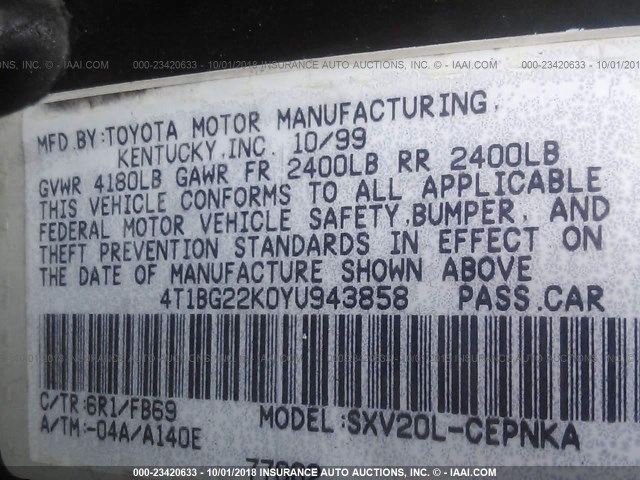 000-23420633 - 10/01/2018 INSURANCE AUTO AUCTIONS, INC. - © IAAI.COM
MFD.BY:TOYOTA MOTOR MANUFACTURING,
KENTUCKY,INC. 10/99
GVWR 4180LB GAWR FR 2400LB RR 2400LB
THIS VEHICLE CONFORMS TO ALL APPLICABLE
FEDERAL MOTOR VEHICLE SAFETY,BUMPER, AND
THEFT PREVENTION STANDARDS IN EFFECT ON
THE DATE OF MANUFACTURE SHOWN ABOVE
4T1BG22K0YU943858 PASS.CAR
C/TR:6R1/FB69
A/TM:-04A/A140E
MODEL:SXV20L-CEPNKA
000-23420633 - 10/01/2018 INSURANCE AUTO AUCTIONS, INC. - © IAAI.COM